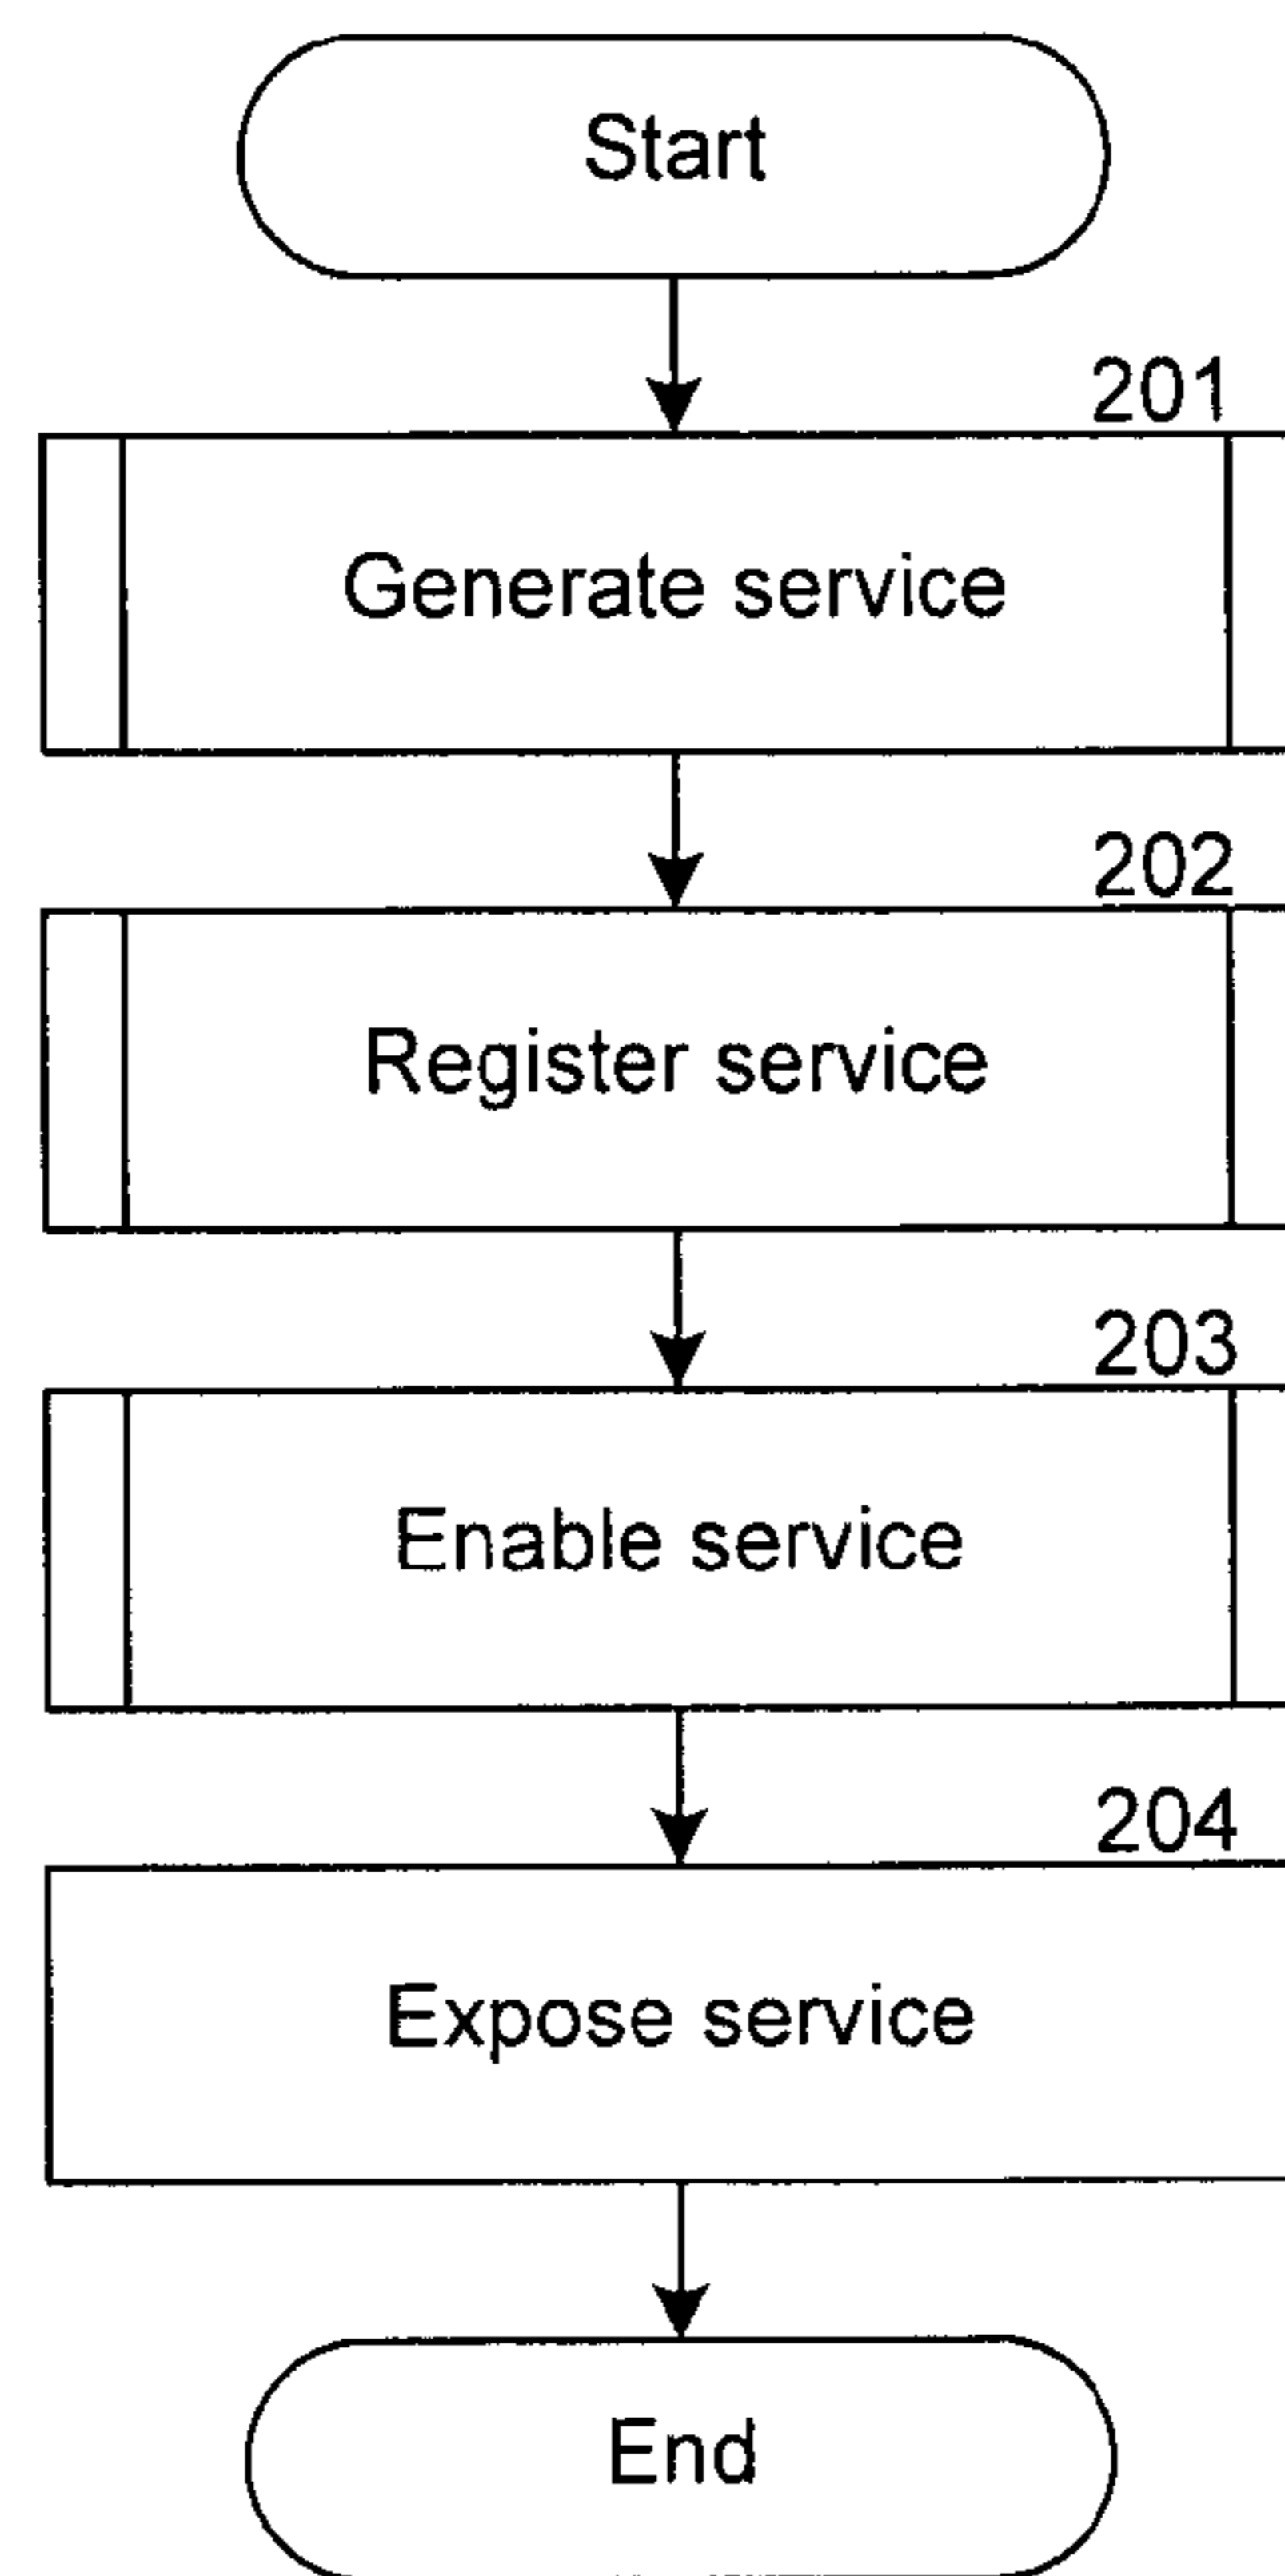 Start
201
Generate service
202
Register service
203
Enable service
204
Expose service
End